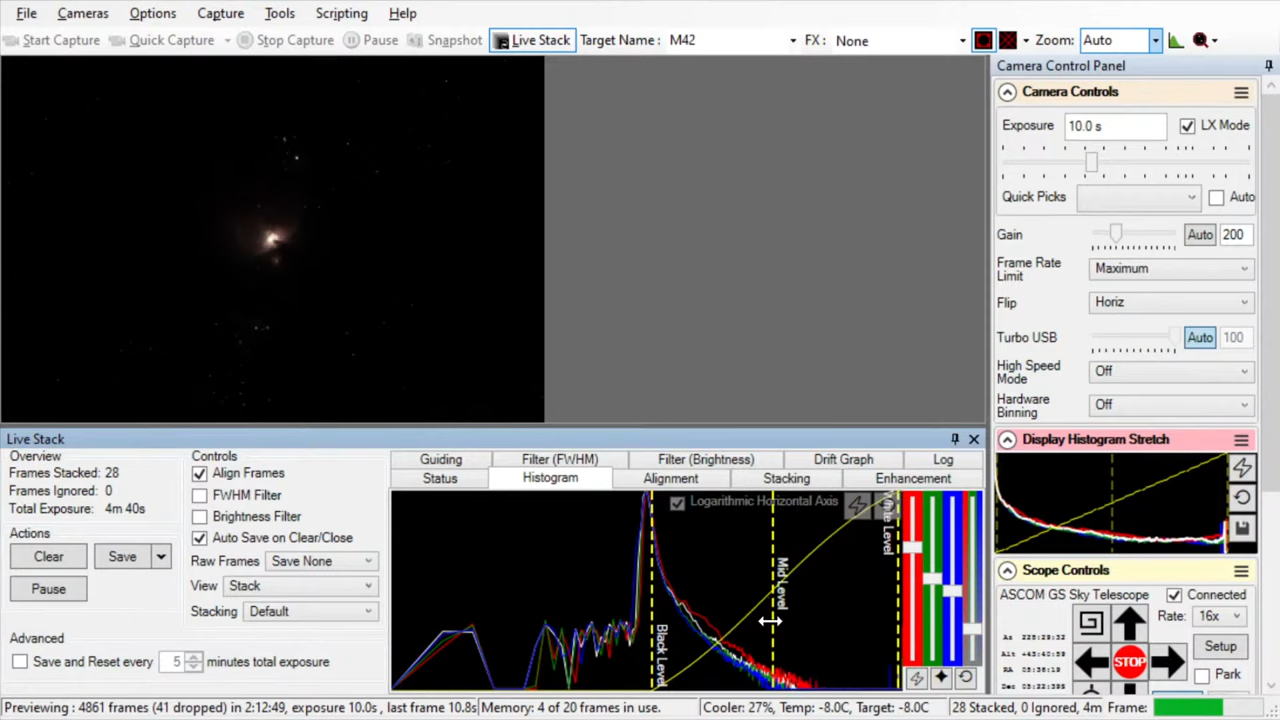 File Cameras Options Capture Tools Scripting Help
Start Capture Quick Capture Stop Capture Pause Snapshot Live Stack Target Name : M42 FX : None Zoom: Auto
Camera Control Panel
Camera Controls
Exposure 10.0 s LX Mode
Quick Picks Auto
Gain Auto 200
Frame Rate
Limit
Maximum
Flip Horiz
Turbo USB Auto 100
High Speed
Mode
Off
Hardware
Binning
Off
Display Histogram Stretch
Scope Controls
ASCOM GS Sky Telescope Connected
Rate: 16x
STOP
Setup
Park
Live Stack
Overview
Frames Stacked: 28
Frames Ignored: 0
Total Exposure: 4m 40s
Actions
Clear Save
Pause
Controls
Align Frames
FWHM Filter
Brightness Filter
Auto Save on Clear/Close
Raw Frames Save None
View Stack
Stacking Default
Advanced
Save and Reset every 5 minutes total exposure
Guiding Filter (FWHM) Filter (Brightness) Drift Graph Log
Status Histogram Alignment Stacking Enhancement
Logarithmic Horizontal Axis
Black Level
Mid Level
White Level
Previewing : 4861 frames (41 dropped) in 2:12:49, exposure 10.0s, last frame 10.8s Memory: 4 of 20 frames in use. Cooler: 27%, Temp: -8.0C, Target: -8.0C 28 Stacked, 0 Ignored, 4m Frame: